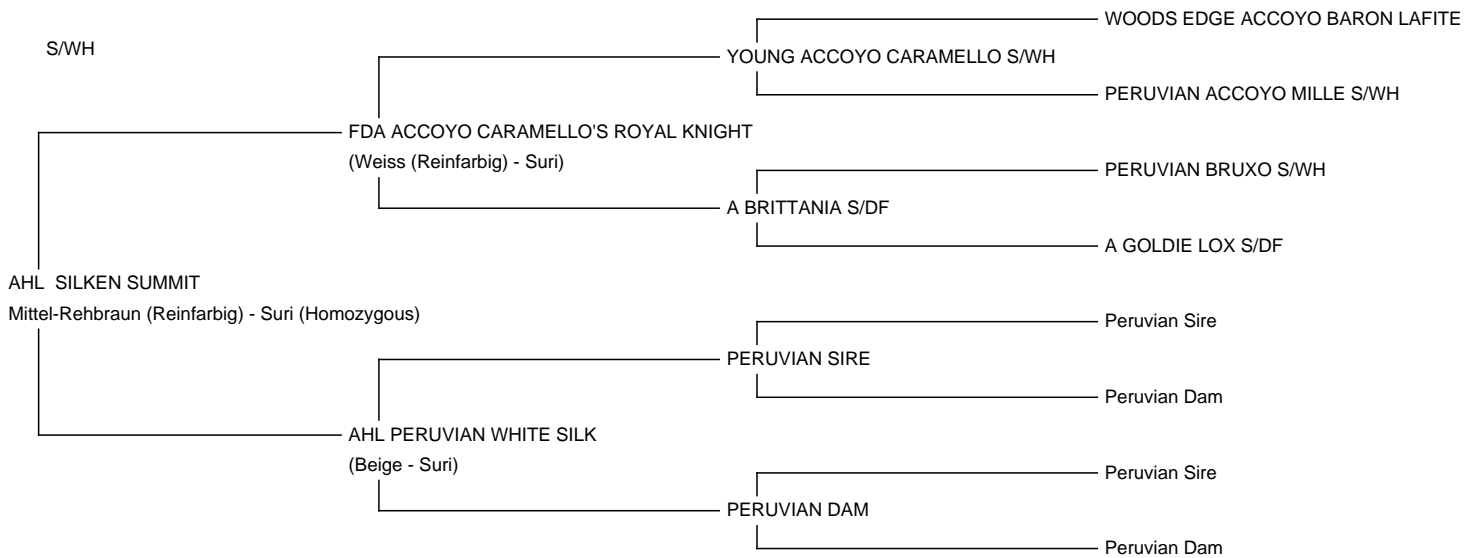 WOODS EDGE ACCOYO BARON LAFITE
S/WH
YOUNG ACCOYO CARAMELLO S/WH
PERUVIAN ACCOYO MILLE S/WH
FDA ACCOYO CARAMELLO'S ROYAL KNIGHT
(Weiss (Reinfarbig) - Suri)
PERUVIAN BRUXO S/WH
A BRITTANIA S/DF
A GOLDIE LOX S/DF
AHL  SILKEN SUMMIT
Mittel-Rehbraun (Reinfarbig) - Suri (Homozygous)
Peruvian Sire
PERUVIAN SIRE
Peruvian Dam
AHL PERUVIAN WHITE SILK
(Beige - Suri)
Peruvian Sire
PERUVIAN DAM
Peruvian Dam